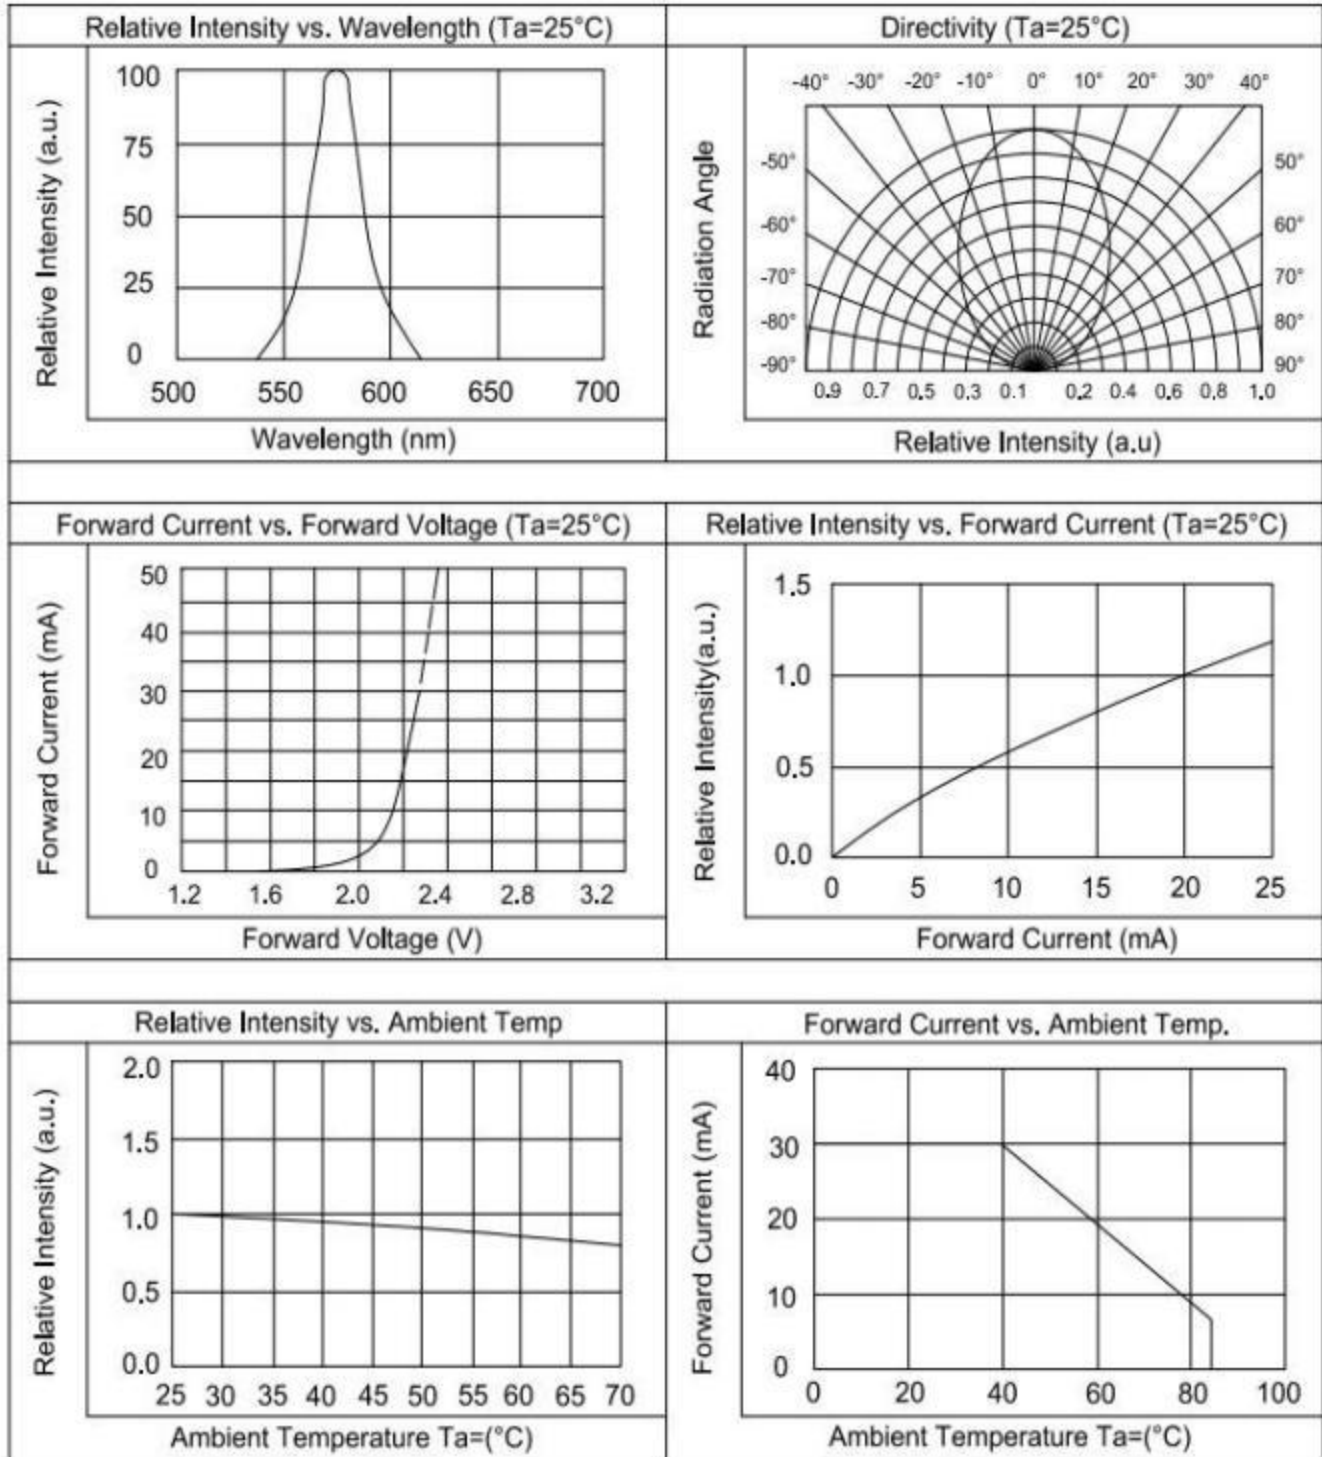 Relative Intensity vs. Wavelength (Ta=25°C)
Relative Intensity (a.u.)
100
75
50
25
0
500 550 600 650 700
Wavelength (nm)
Directivity (Ta=25°C)
Radiation Angle
-40° -30° -20° -10° 0° 10° 20° 30° 40°
-50° 50°
-60° 60°
-70° 70°
-80° 80°
-90° 90°
0.9 0.7 0.5 0.3 0.1 0.2 0.4 0.6 0.8 1.0
Relative Intensity (a.u)
Forward Current vs. Forward Voltage (Ta=25°C)
Forward Current (mA)
50
40
30
20
10
0
1.2 1.6 2.0 2.4 2.8 3.2
Forward Voltage (V)
Relative Intensity vs. Forward Current (Ta=25°C)
Relative Intensity(a.u.)
1.5
1.0
0.5
0.0
0 5 10 15 20 25
Forward Current (mA)
Relative Intensity vs. Ambient Temp
Relative Intensity (a.u.)
2.0
1.5
1.0
0.5
0.0
25 30 35 40 45 50 55 60 65 70
Ambient Temperature Ta=(°C)
Forward Current vs. Ambient Temp.
Forward Current (mA)
40
30
20
10
0
0 20 40 60 80 100
Ambient Temperature Ta=(°C)